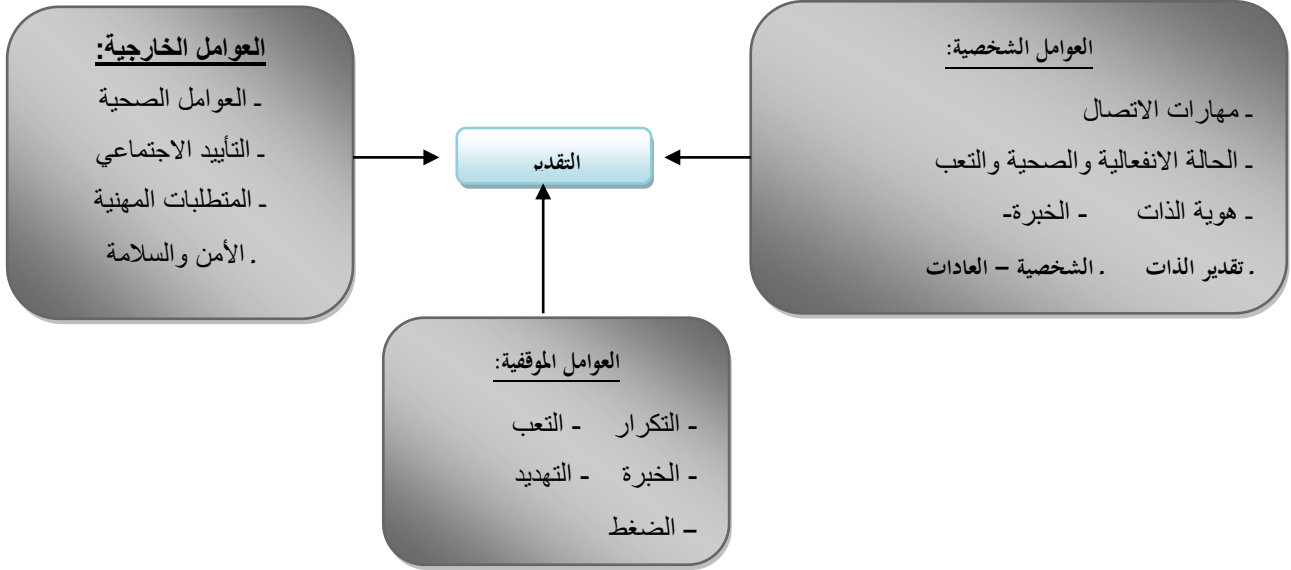 العوامل الشخصية:
ـ مهارات الاتصال
ـ الحالة الانفعالية والصحية والتعب
ـ هوية الذات ـ الخبرة-
. تقدير الذات . الشخصية – العادات
التقدير
العوامل الخارجية:
ـ العوامل الصحية
ـ التأييد الاجتماعي
ـ المتطلبات المهنية
. الأمن والسلامة
العوامل الموقفية:
ـ التكرار ـ التعب
ـ الخبرة ـ التهديد
– الضغط